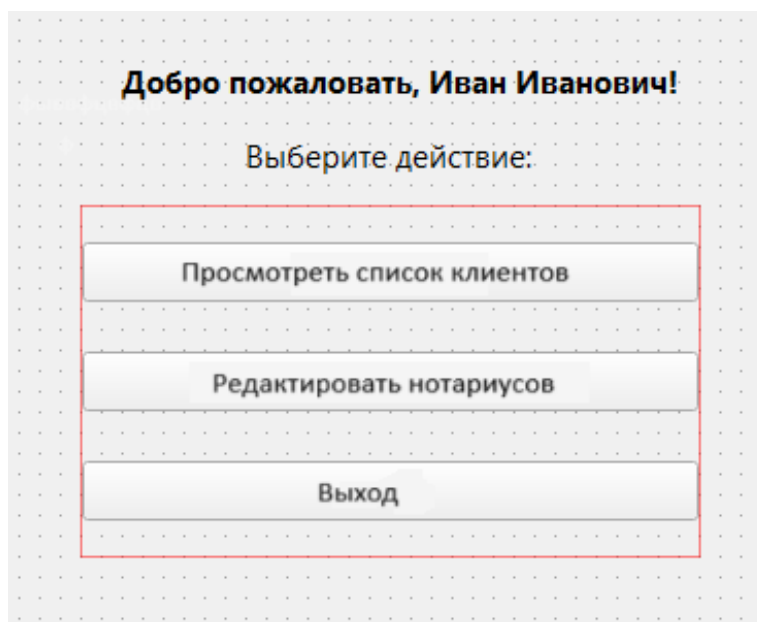 Добро пожаловать, Иван Иванович!
Выберите действие:
Просмотреть список клиентов
Редактировать нотариусов
Выход